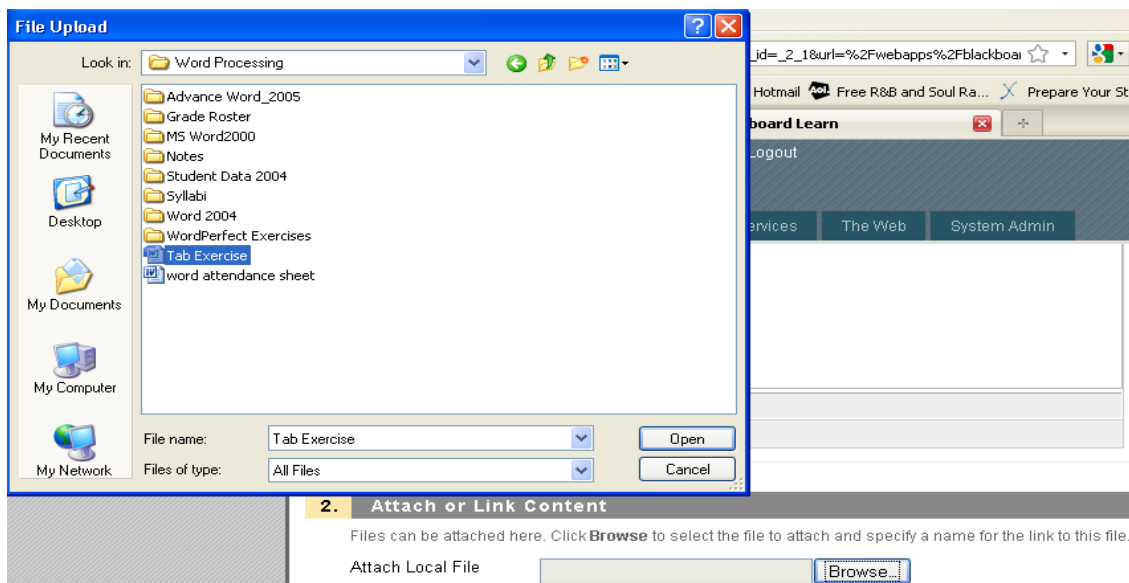 File Upload
Look in: Word Processing
My Recent Documents
Desktop
My Documents
My Computer
My Network
Advance Word_2005
Grade Roster
MS Word2000
Notes
Student Data 2004
Syllabi
Word 2004
WordPerfect Exercises
Tab Exercise
word attendance sheet
File name: Tab Exercise Open
Files of type: All Files Cancel
_id=_2_1&url=%2Fwebapps%2Fblackboar
Hotmail Aol. Free R&B and Soul Ra... Prepare Your St
board Learn
Logout
ervices The Web System Admin
2. Attach or Link Content
Files can be attached here. Click Browse to select the file to attach and specify a name for the link to this file.
Attach Local File Browse...